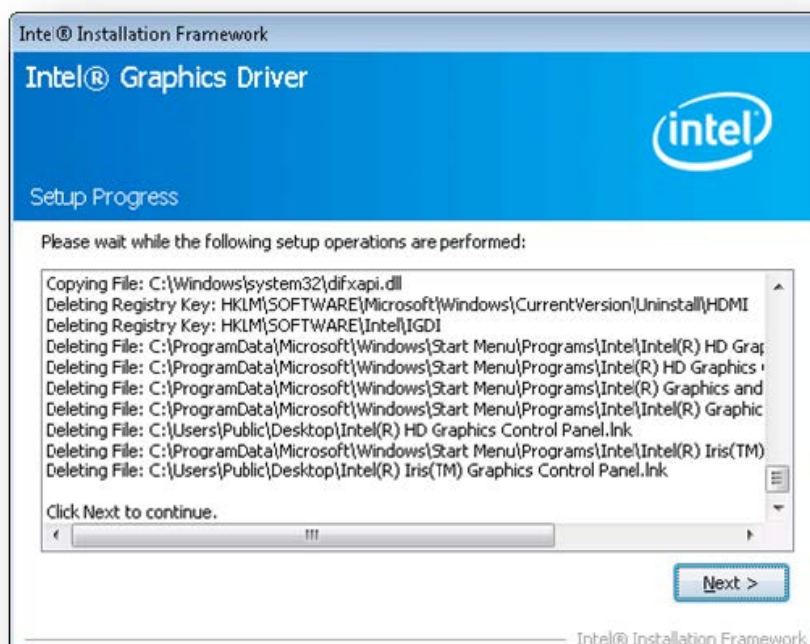 Intel® Installation Framework
Intel® Graphics Driver
intel
Setup Progress
Please wait while the following setup operations are performed:
Copying File: C:\Windows\system32\difxapi.dll
Deleting Registry Key: HKLM\SOFTWARE\Microsoft\Windows\CurrentVersion\Uninstall\HDMI
Deleting Registry Key: HKLM\SOFTWARE\Intel\IGDI
Deleting File: C:\ProgramData\Microsoft\Windows\Start Menu\Programs\Intel\Intel(R) HD Grap
Deleting File: C:\ProgramData\Microsoft\Windows\Start Menu\Programs\Intel(R) HD Graphics
Deleting File: C:\ProgramData\Microsoft\Windows\Start Menu\Programs\Intel(R) Graphics and
Deleting File: C:\ProgramData\Microsoft\Windows\Start Menu\Programs\Intel\Intel(R) Graphic
Deleting File: C:\Users\Public\Desktop\Intel(R) HD Graphics Control Panel.lnk
Deleting File: C:\ProgramData\Microsoft\Windows\Start Menu\Programs\Intel\Intel(R) Iris(TM)
Deleting File: C:\Users\Public\Desktop\Intel(R) Iris(TM) Graphics Control Panel.lnk
Click Next to continue.
Next >
Intel® Installation Framework